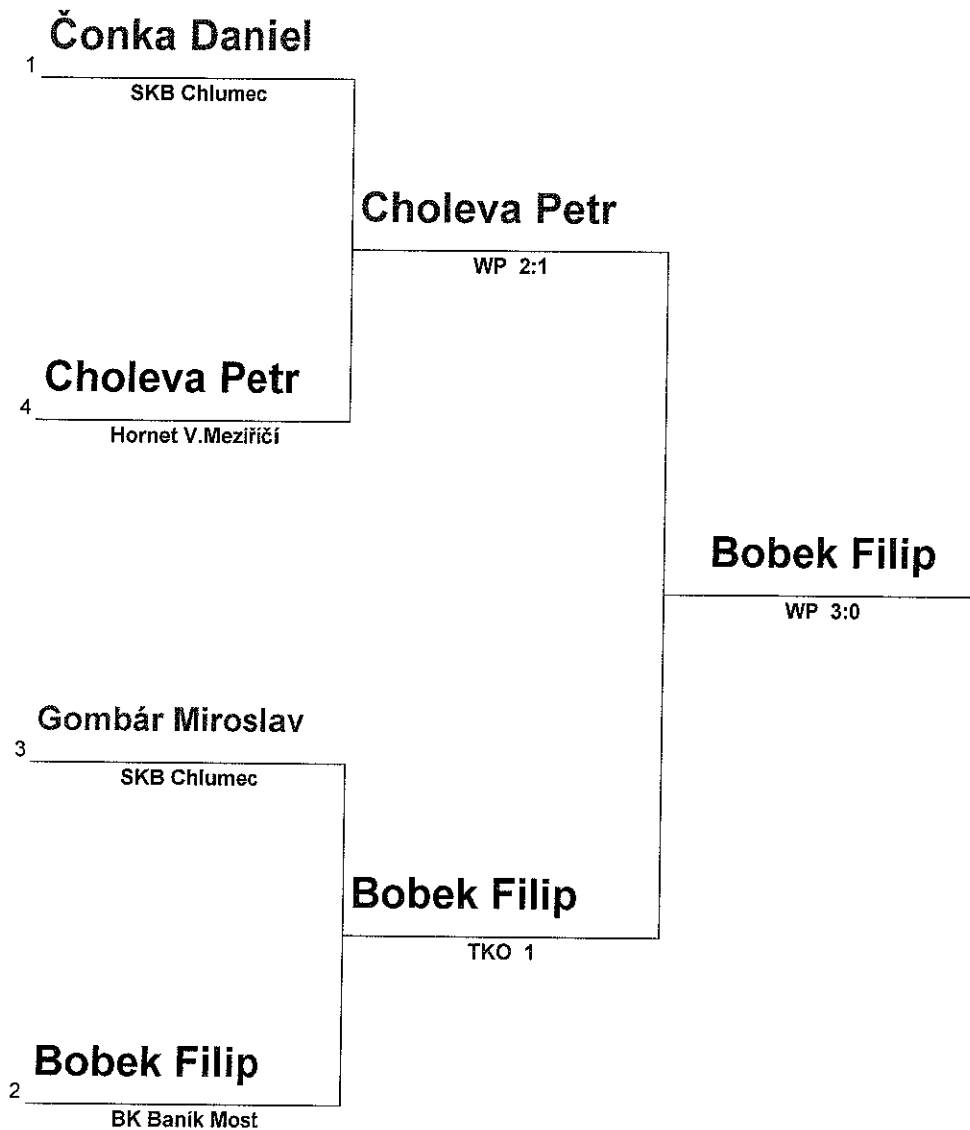 Čonka Daniel
1
SKB Chlumec
Choleva Petr
WP 2:1
Choleva Petr
4
Hornet V.Meziříčí
Bobek Filip
WP 3:0
Gombár Miroslav
3
SKB Chlumec
Bobek Filip
TKO 1
Bobek Filip
2
BK Baník Most